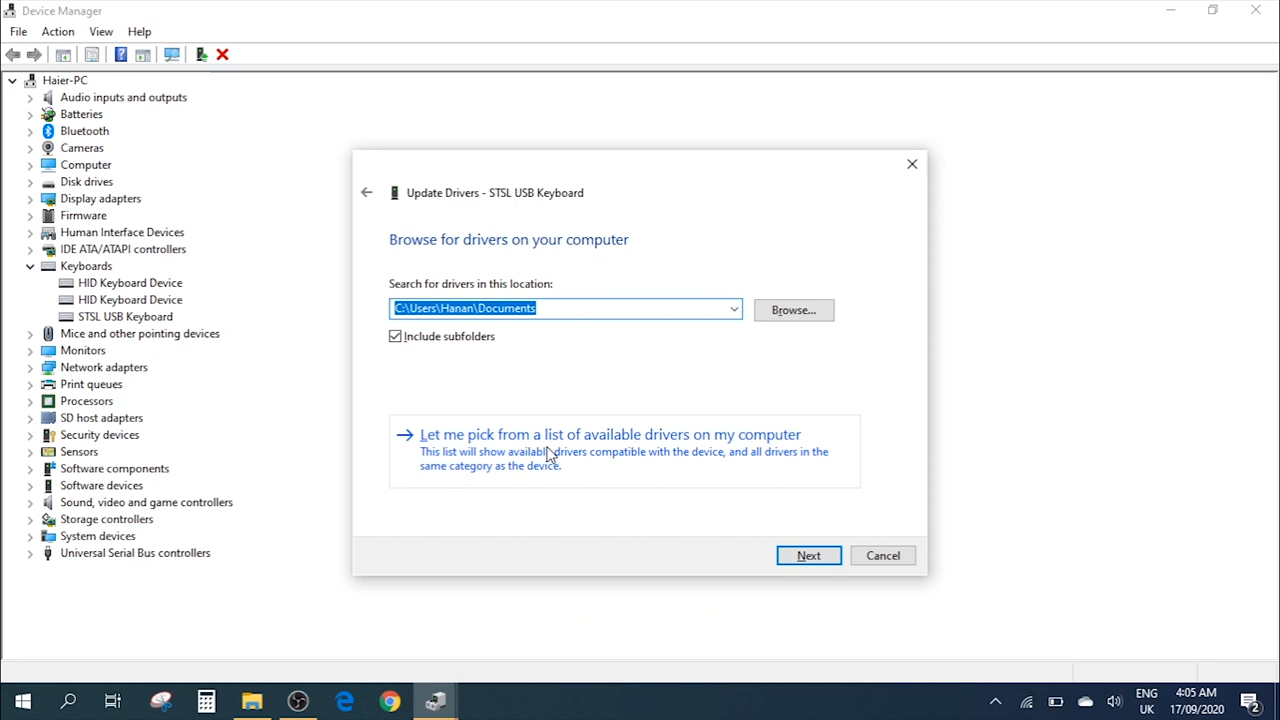 Device Manager
File Action View Help
Haier-PC
Audio inputs and outputs
Batteries
Bluetooth
Cameras
Computer
Disk drives
Display adapters
Firmware
Human Interface Devices
IDE ATA/ATAPI controllers
Keyboards
HID Keyboard Device
HID Keyboard Device
STSL USB Keyboard
Mice and other pointing devices
Monitors
Network adapters
Print queues
Processors
SD host adapters
Security devices
Sensors
Software components
Software devices
Sound, video and game controllers
Storage controllers
System devices
Universal Serial Bus controllers
Update Drivers - STSL USB Keyboard
Browse for drivers on your computer
Search for drivers in this location:
C:\Users\Hanan\Documents
Browse...
Include subfolders
Let me pick from a list of available drivers on my computer
This list will show available drivers compatible with the device, and all drivers in the
same category as the device.
Next Cancel
ENG
UK
4:05 AM
17/09/2020
2